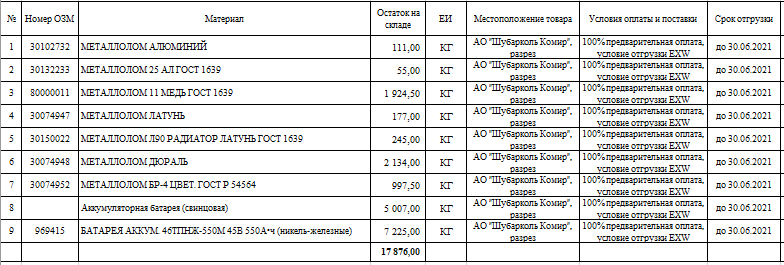 № Номер ОЗМ Материал Остаток на складе ЕИ Местоположение товара Условия оплаты и поставки Срок отгрузки
1 30102732 МЕТАЛЛОЛОМ АЛЮМИНИЙ 111,00 КГ АО "Шубарколь Комир", разрез 100% предварительная оплата, условие отгрузки EXW до 30.06.2021
2 30132233 МЕТАЛЛОЛОМ 25 АЛ ГОСТ 1639 55,00 КГ АО "Шубарколь Комир", разрез 100% предварительная оплата, условие отгрузки EXW до 30.06.2021
3 80000011 МЕТАЛЛОЛОМ 11 МЕДЬ ГОСТ 1639 1 924,50 КГ АО "Шубарколь Комир", разрез 100% предварительная оплата, условие отгрузки EXW до 30.06.2021
4 30074947 МЕТАЛЛОЛОМ ЛАТУНЬ 177,00 КГ АО "Шубарколь Комир", разрез 100% предварительная оплата, условие отгрузки EXW до 30.06.2021
5 30150022 МЕТАЛЛОЛОМ Л90 РАДИАТОР ЛАТУНЬ ГОСТ 1639 245,00 КГ АО "Шубарколь Комир", разрез 100% предварительная оплата, условие отгрузки EXW до 30.06.2021
6 30074948 МЕТАЛЛОЛОМ ДЮРАЛЬ 2 134,00 КГ АО "Шубарколь Комир", разрез 100% предварительная оплата, условие отгрузки EXW до 30.06.2021
7 30074952 МЕТАЛЛОЛОМ БР-4 ЦВЕТ. ГОСТ Р 54564 997,50 КГ АО "Шубарколь Комир", разрез 100% предварительная оплата, условие отгрузки EXW до 30.06.2021
8 Аккумуляторная батарея (свинцовая) 5 007,00 КГ АО "Шубарколь Комир", разрез 100% предварительная оплата, условие отгрузки EXW до 30.06.2021
9 969415 БАТАРЕЯ АККУМ. 46ТПНЖ-550М 45В 550А•ч (никель-железные) 7 225,00 КГ АО "Шубарколь Комир", разрез 100% предварительная оплата, условие отгрузки EXW до 30.06.2021
17 876,00